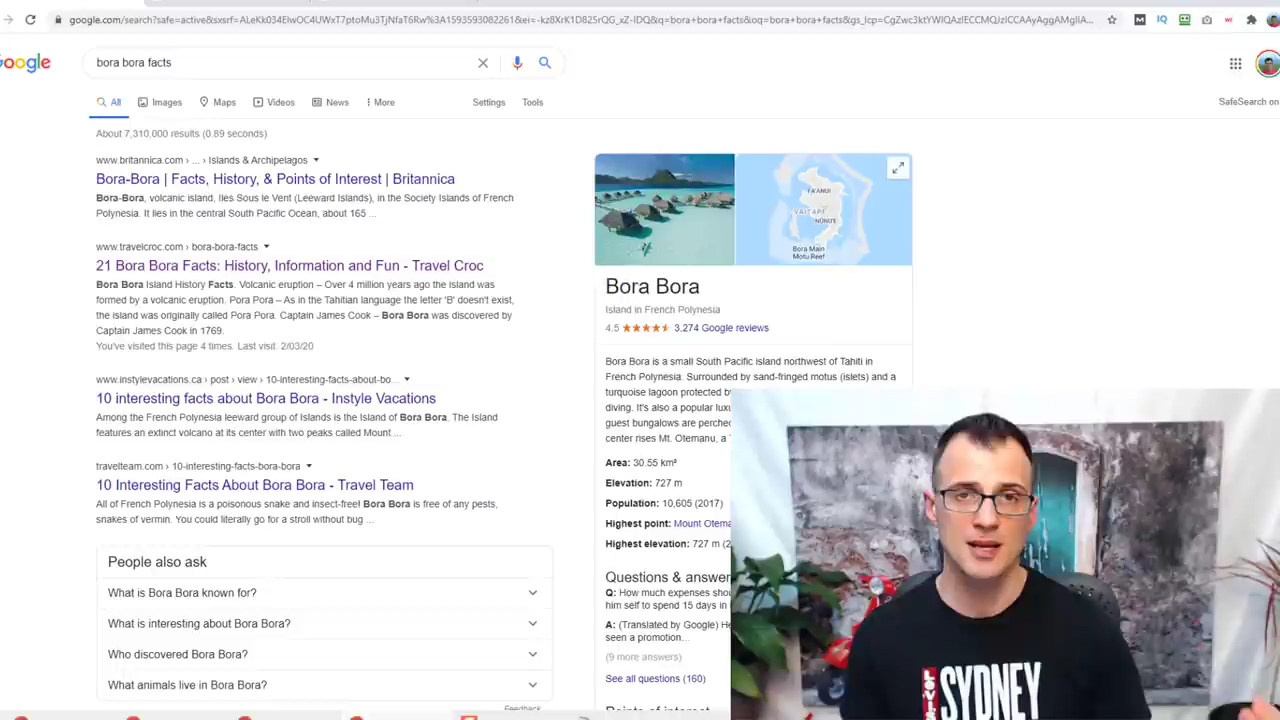 google.com/search?safe=active&sxsrf=
Google
bora bora facts
All
Images
Maps
Videos
News
More
Settings
Tools
SafeSearch on
About 7,310,000 results (0.89 seconds)
www.britannica.com › ... › Islands & Archipelagos
Bora-Bora | Facts, History, & Points of Interest | Britannica
Bora-Bora, volcanic island, Iles Sous le Vent (Leeward Islands), in the Society Islands of French
Polynesia. It lies in the central South Pacific Ocean, about 165 ...
www.travelcroc.com › bora-bora-facts
21 Bora Bora Facts: History, Information and Fun - Travel Croc
Bora Bora Island History Facts. Volcanic eruption – Over 4 million years ago the island was
formed by a volcanic eruption. Pora Pora – As in the Tahitian language the letter 'B' doesn't exist,
the island was originally called Pora Pora. Captain James Cook – Bora Bora was discovered by
Captain James Cook in 1769.
You've visited this page 4 times. Last visit: 2/03/20
www.instylevacations.ca › post › view › 10-interesting-facts-about-bo...
10 interesting facts about Bora Bora - Instyle Vacations
Among the French Polynesia leeward group of Islands is the Island of Bora Bora. The Island
features an extinct volcano at its center with two peaks called Mount ...
travelteam.com › 10-interesting-facts-bora-bora
10 Interesting Facts About Bora Bora - Travel Team
All of French Polynesia is a poisonous snake and insect-free! Bora Bora is free of any pests,
snakes of vermin. You could literally go for a stroll without bug ...
People also ask
What is Bora Bora known for?
What is interesting about Bora Bora?
Who discovered Bora Bora?
What animals live in Bora Bora?
Feedback
FA'ANUI
VAITAPE
NUNUE
Bora Main
Motu Reef
Bora Bora
Island in French Polynesia
4.5 3,274 Google reviews
Bora Bora is a small South Pacific island northwest of Tahiti in
French Polynesia. Surrounded by sand-fringed motus (islets) and a
turquoise lagoon protected b
diving. It's also a popular lux
guest bungalows are perche
center rises Mt. Otemanu, a
Area: 30.55 km²
Elevation: 727 m
Population: 10,605 (2017)
Highest point: Mount Otema
Highest elevation: 727 m (2
Questions & answer
Q: How much expenses shou
him self to spend 15 days in
A: (Translated by Google) He
seen a promotion...
(9 more answers)
See all questions (160)
Points of interest
SYDNEY